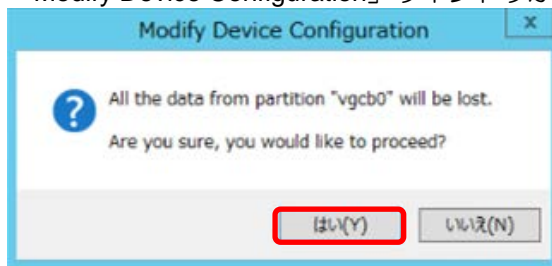 Modify Device Configuration
x
All the data from partition "vgcb0" will be lost.
Are you sure, you would like to proceed?
はい(Y)
いいえ(N)